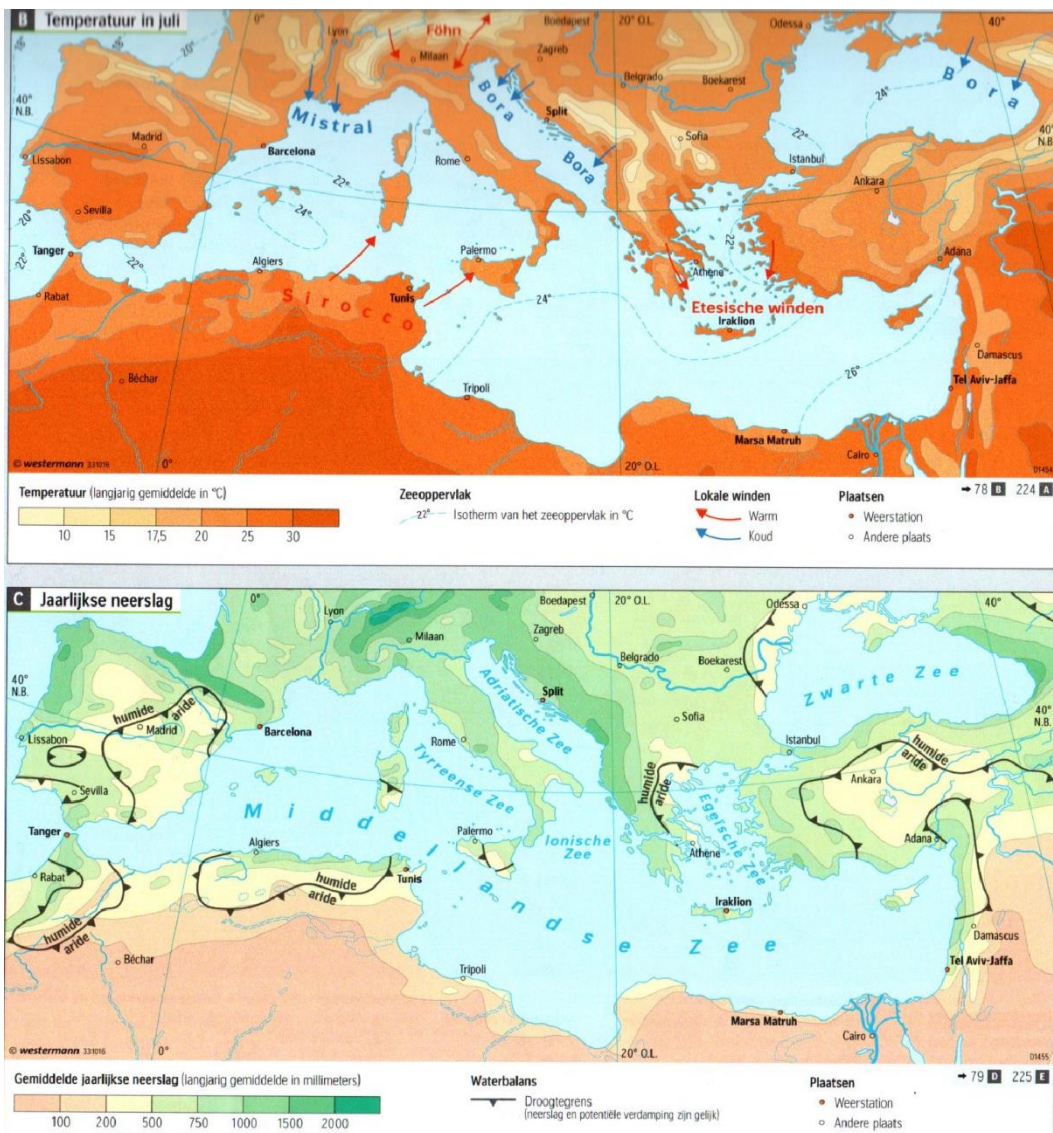 B Temperatuur in juli
0°
Lyon
Föhn
Milaan
Boedapest
20° O.L.
Zagreb
Belgrado
Boekarest
Odessa
40°
20°
24°
Bora
40°
N.B.
Mistral
Bora
Split
Sofia
22°
40°
N.B.
Madrid
Barcelona
Rome
Bora
Istanbul
Lissabon
22°
Ankara
Sevilla
24°
20°
22°
Tanger
22°
Algiers
Palermo
Athene
Adana
Rabat
Sirocco
Tunis
24°
Etesische winden
Iraklion
Damascus
Béchar
Tripoli
26°
Tel Aviv-Jaffa
Marsa Matruh
Cairo
© westermann 331016
0°
20° O.L.
01454
Temperatuur (langjarig gemiddelde in °C)
10 15 17,5 20 25 30
Zeeoppervlak
22° Isotherm van het zeeoppervlak in °C
Lokale winden
Warm
Koud
Plaatsen
Weerstation
Andere plaats
78 B 224 A
C Jaarlijkse neerslag
0°
Lyon
Milaan
Boedapest
20° O.L.
Zagreb
Belgrado
Boekarest
Odessa
40°
Zwarte Zee
40°
N.B.
humide
aride
Madrid
Barcelona
Split
Adriatische Zee
Sofia
40°
N.B.
Lissabon
Rome
Tyrreense Zee
Istanbul
humide
aride
Ankara
Sevilla
humide
aride
Egeïsche Zee
Tanger
Middellandse Zee
Algiers
Palermo
Ionische
Zee
Athene
Adana
Rabat
humide
aride
Tunis
Iraklion
humide
aride
Damascus
Béchar
Tripoli
Tel Aviv-Jaffa
Marsa Matruh
Cairo
© westermann 331016
0°
20° O.L.
01455
Gemiddelde jaarlijkse neerslag (langjarig gemiddelde in millimeters)
100 200 500 750 1000 1500 2000
Waterbalans
Droogtegrens
(neerslag en potentiële verdamping zijn gelijk)
Plaatsen
Weerstation
Andere plaats
79 D 225 E